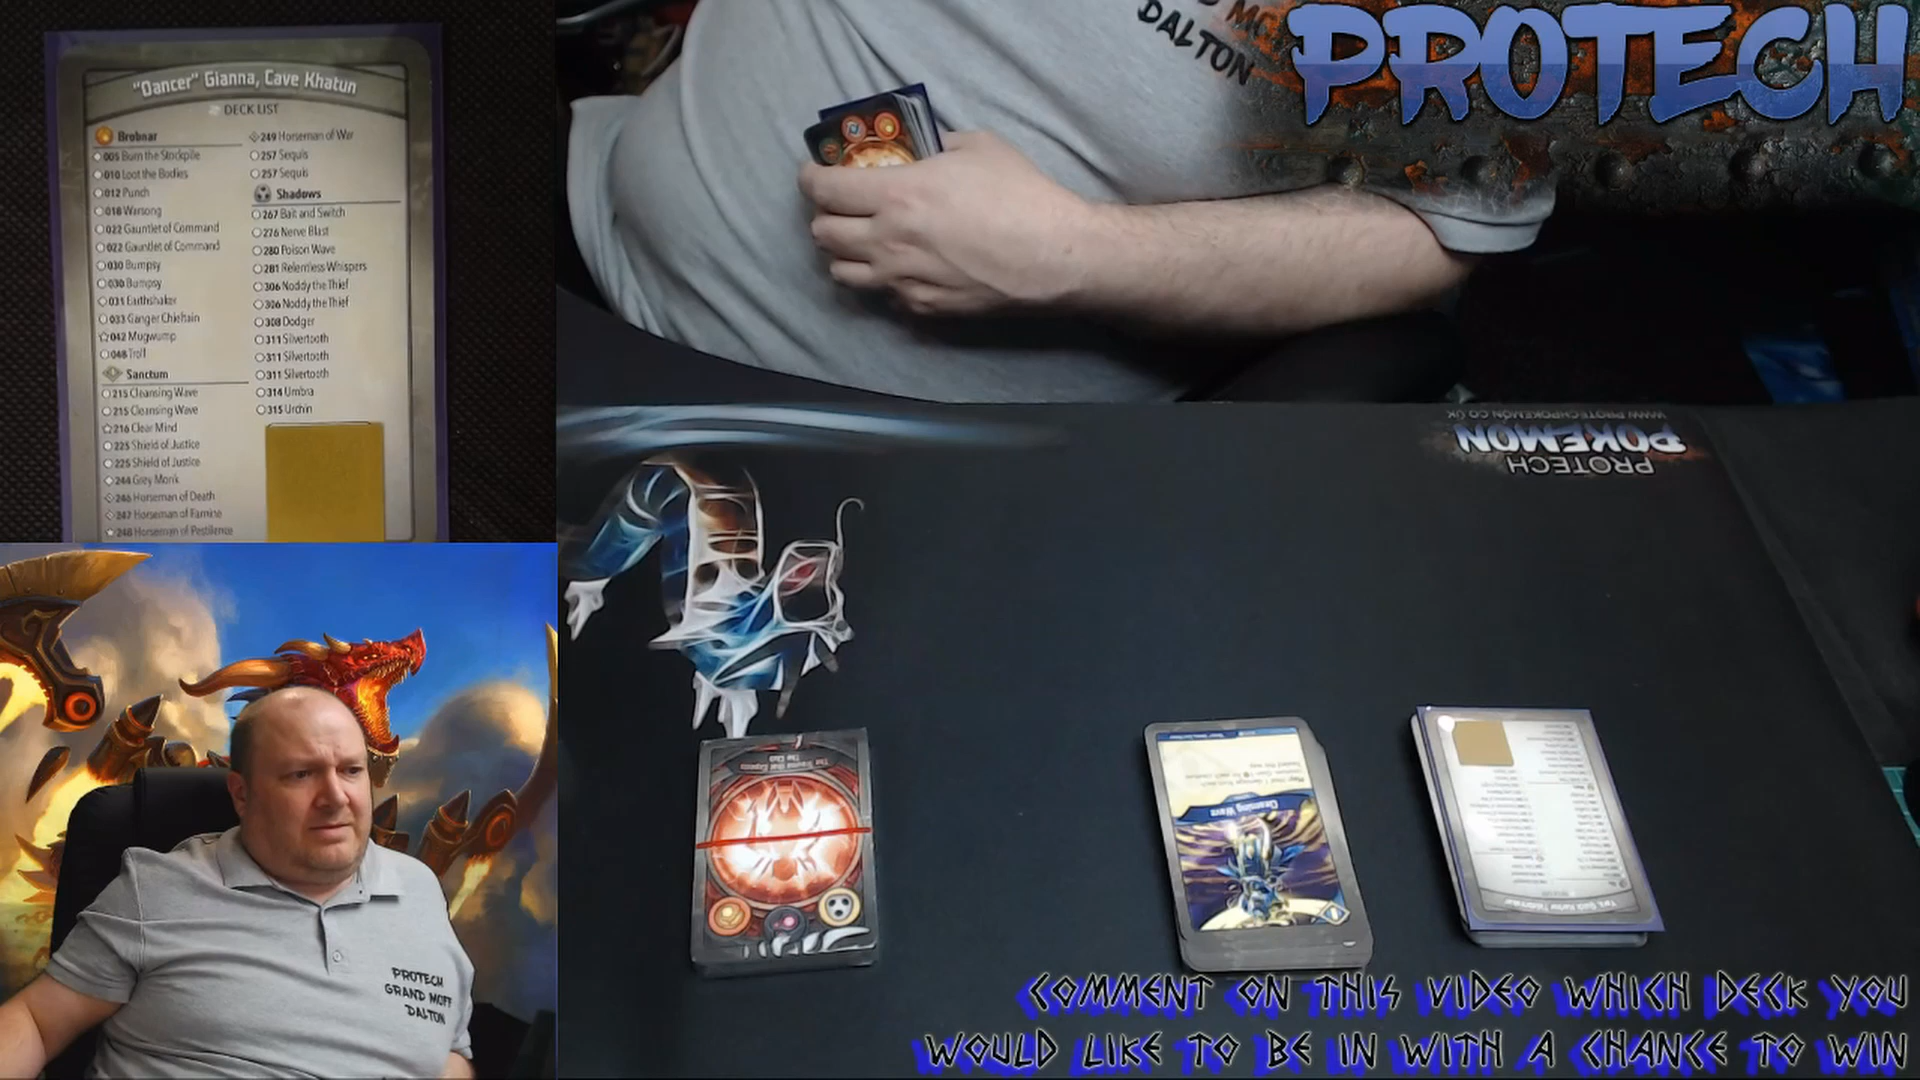 "Dancer" Gianna, Cave Khatun
DECK LIST
Brobnar
005 Burn the Stockpile
010 Loot the Bodies
012 Punch
018 Warsong
022 Gauntlet of Command
022 Gauntlet of Command
030 Bumpsy
030 Bumpsy
031 Earthshaker
033 Ganger Chieftain
042 Mugwump
048 Troll
Sanctum
215 Cleansing Wave
215 Cleansing Wave
216 Clear Mind
225 Shield of Justice
225 Shield of Justice
244 Grey Monk
246 Horseman of Death
247 Horseman of Famine
248 Horseman of Pestilence
249 Horseman of War
257 Sequis
257 Sequis
Shadows
267 Bait and Switch
276 Nerve Blast
280 Poison Wave
281 Relentless Whispers
306 Noddy the Thief
306 Noddy the Thief
308 Dodger
311 Silvertooth
311 Silvertooth
311 Silvertooth
314 Umbra
315 Urchin
DALTON
PROTECH
WWW.PROTECHPOKEMON.CO.UK
POKEMON
PROTECH
Cleansing Wave
PROTECH
GRAND MOFF
DALTON
COMMENT ON THIS VIDEO WHICH DECK YOU
WOULD LIKE TO BE IN WITH A CHANCE TO WIN